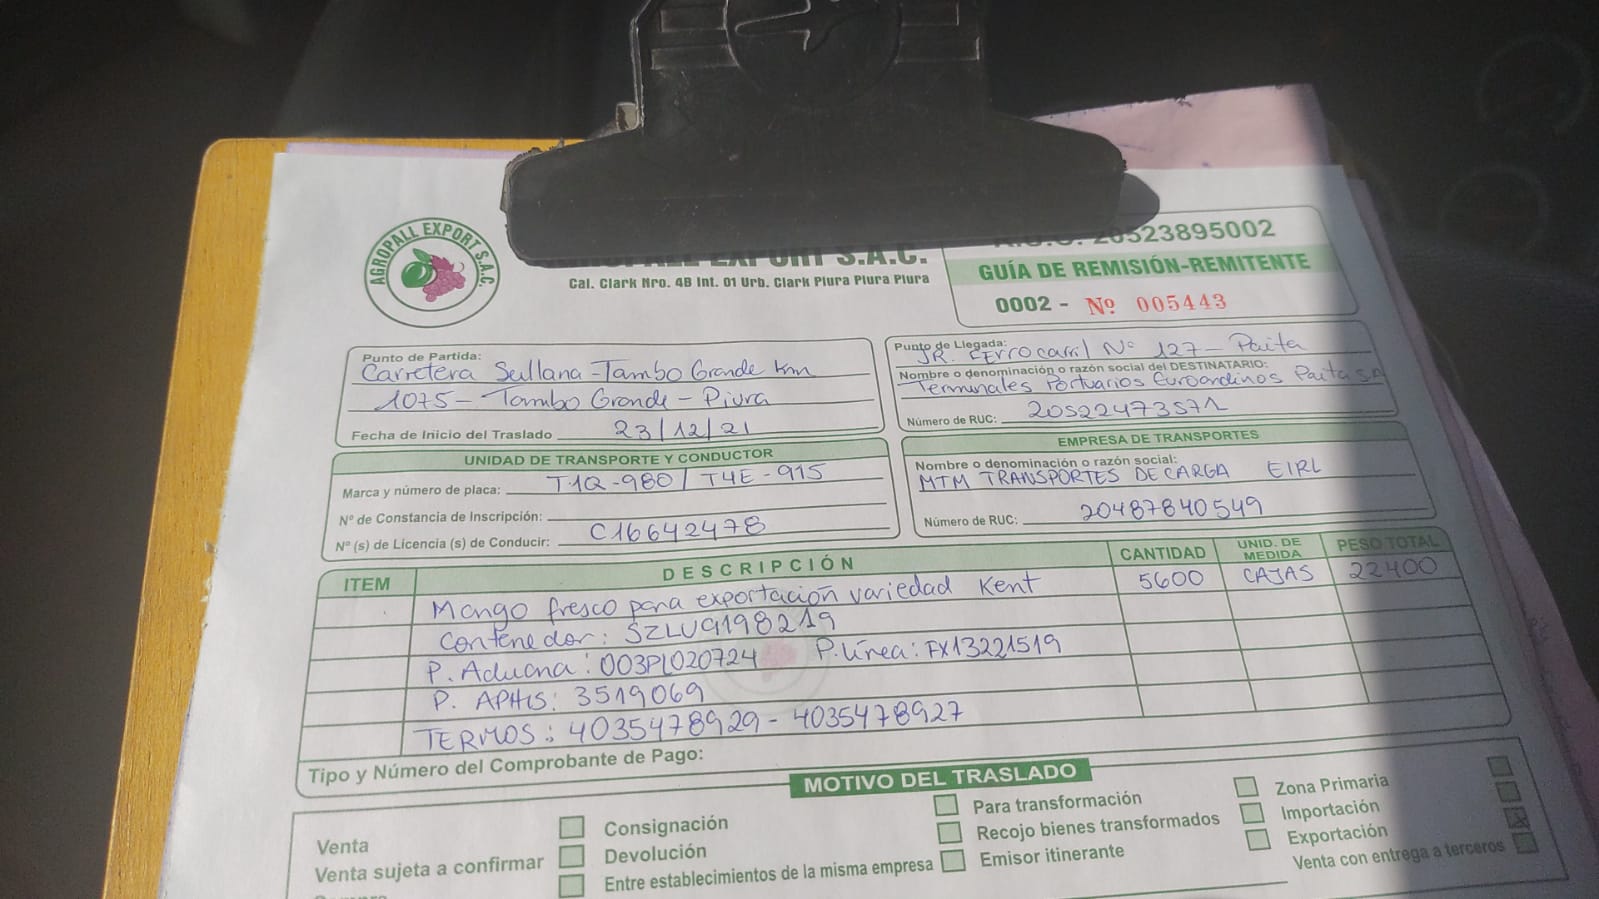 AGROPALL EXPORT S.A.C.
EXPORT S.A.C.
Cal. Clark Nro. 4B Int. 01 Urb. Clark Piura Piura Piura
R.U.C. 20523895002
GUÍA DE REMISIÓN-REMITENTE
0002 - Nº 005443
Punto de Partida:
Carretera Sullana - Tambo Grande km
1075 - Tambo Grande - Piura
Fecha de Inicio del Traslado 23/12/21
Punto de Llegada:
JR. Ferrocarril Nº 127 - Paita
Nombre o denominación o razón social del DESTINATARIO:
Terminales Portuarios Euroandinos Paita S.A
Número de RUC: 20522473571
UNIDAD DE TRANSPORTE Y CONDUCTOR
Marca y número de placa: T1Q-980 / T4E-915
Nº de Constancia de Inscripción:
Nº (s) de Licencia (s) de Conducir: C16642478
EMPRESA DE TRANSPORTES
Nombre o denominación o razón social:
MTM TRANSPORTES DE CARGA EIRL
Número de RUC: 20487840549
ITEM DESCRIPCIÓN CANTIDAD UNID. DE MEDIDA PESO TOTAL
Mango fresco para exportación variedad Kent 5600 CAJAS 22400
Contenedor: SZLU9198219
P. Aduana: 003PL020724 P. Línea: FX13221519
P. APHIS: 3519069
TERMOS: 4035478929 - 4035478927
Tipo y Número del Comprobante de Pago:
MOTIVO DEL TRASLADO
Venta Consignación Para transformación Zona Primaria
Venta sujeta a confirmar Devolución Recojo bienes transformados Importación
Entre establecimientos de la misma empresa Emisor itinerante Exportación
Venta con entrega a terceros